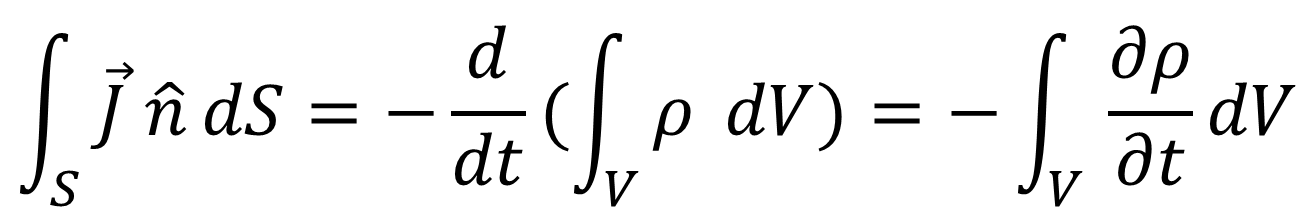 ∫_S J⃗ n̂ dS = − d/dt (∫_V ρ dV) = − ∫_V ∂ρ/∂t dV